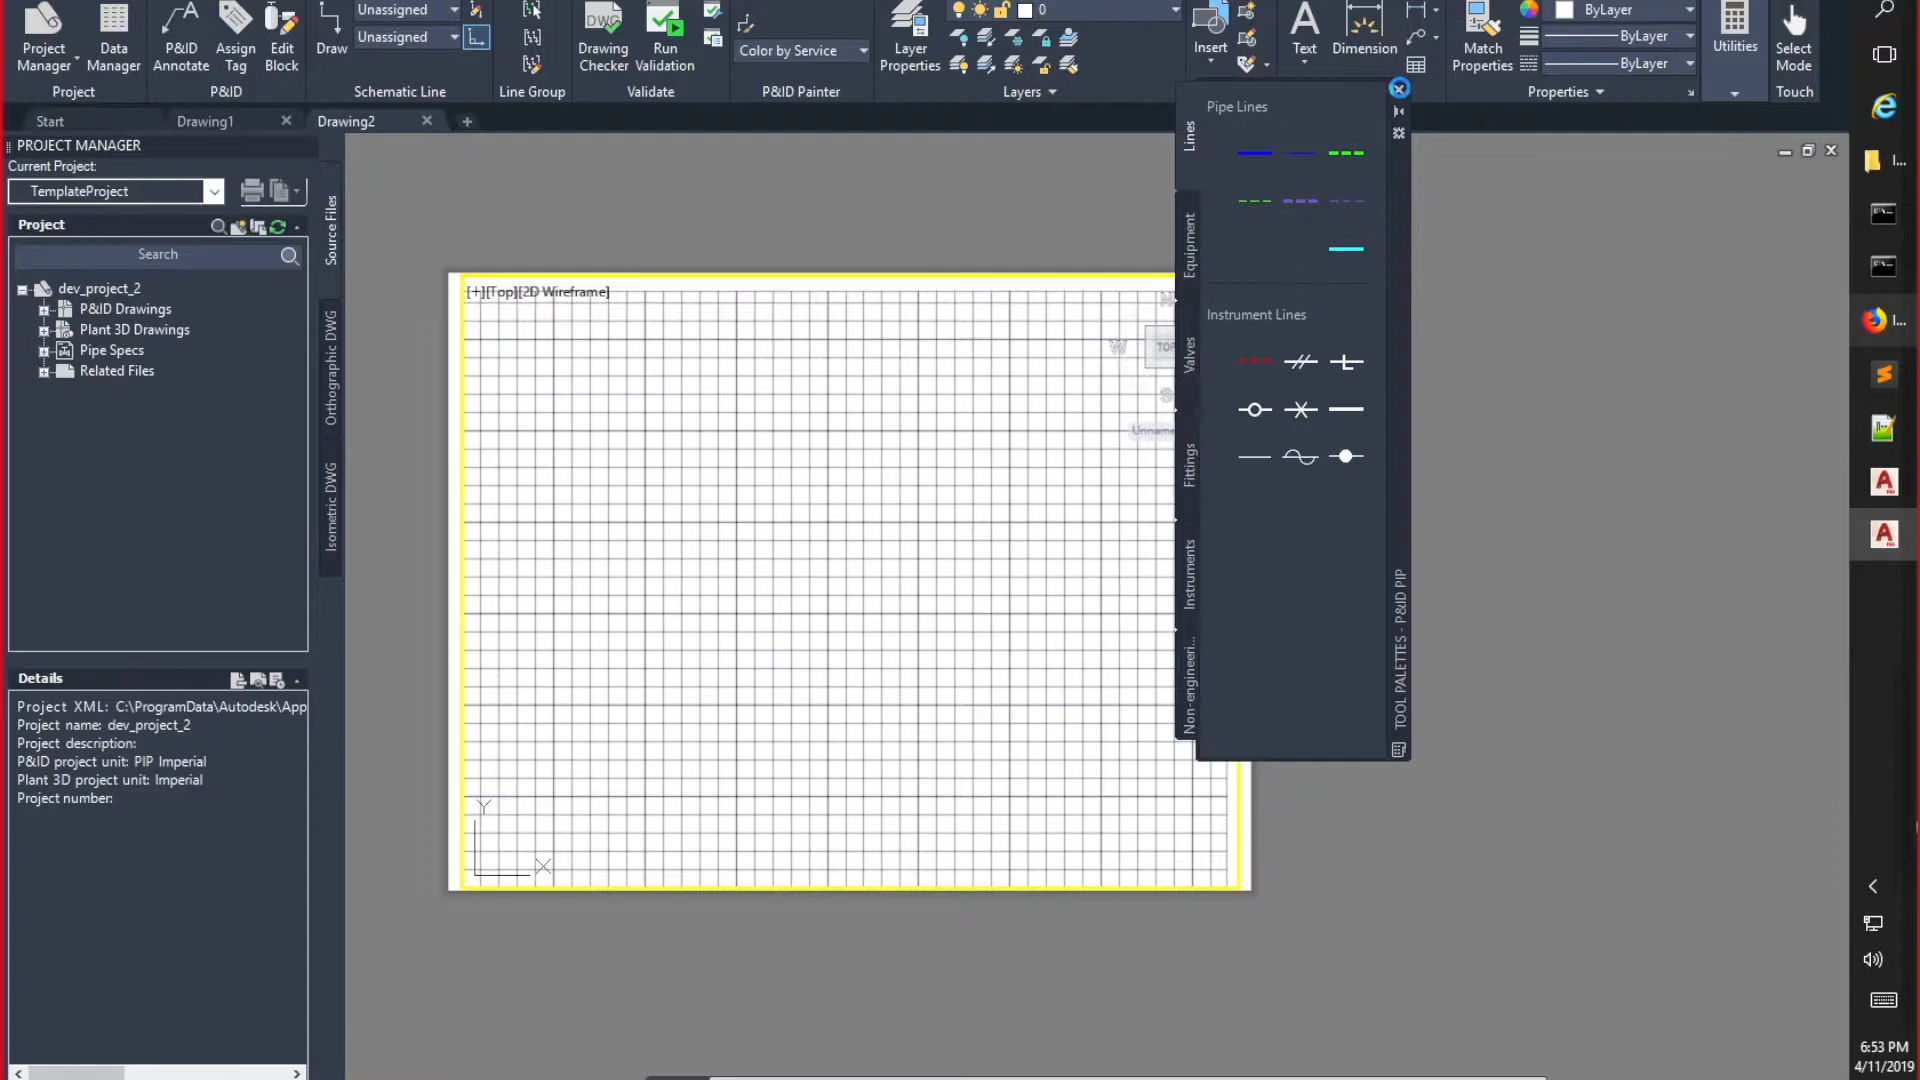 Project Manager
Data Manager
Project
P&ID Annotate
Assign Tag
Edit Block
P&ID
Draw
Unassigned
Unassigned
Schematic Line
Line Group
Drawing Checker
Run Validation
Validate
Color by Service
P&ID Painter
Layer Properties
0
Layers
Insert
Text
Dimension
Match Properties
ByLayer
ByLayer
ByLayer
Properties
Utilities
Select Mode
Touch
Start
Drawing1
Drawing2
PROJECT MANAGER
Current Project:
TemplateProject
Project
Search
dev_project_2
P&ID Drawings
Plant 3D Drawings
Pipe Specs
Related Files
Source Files
Orthographic DWG
Isometric DWG
Details
Project XML: C:\ProgramData\Autodesk\App
Project name: dev_project_2
Project description:
P&ID project unit: PIP Imperial
Plant 3D project unit: Imperial
Project number:
[+][Top][2D Wireframe]
N
W
TOP
S
Unname
Y
X
Lines
Equipment
Valves
Fittings
Instruments
Non-engineeri...
Pipe Lines
Instrument Lines
TOOL PALETTES - P&ID PIP
I...
I...
6:53 PM
4/11/2019